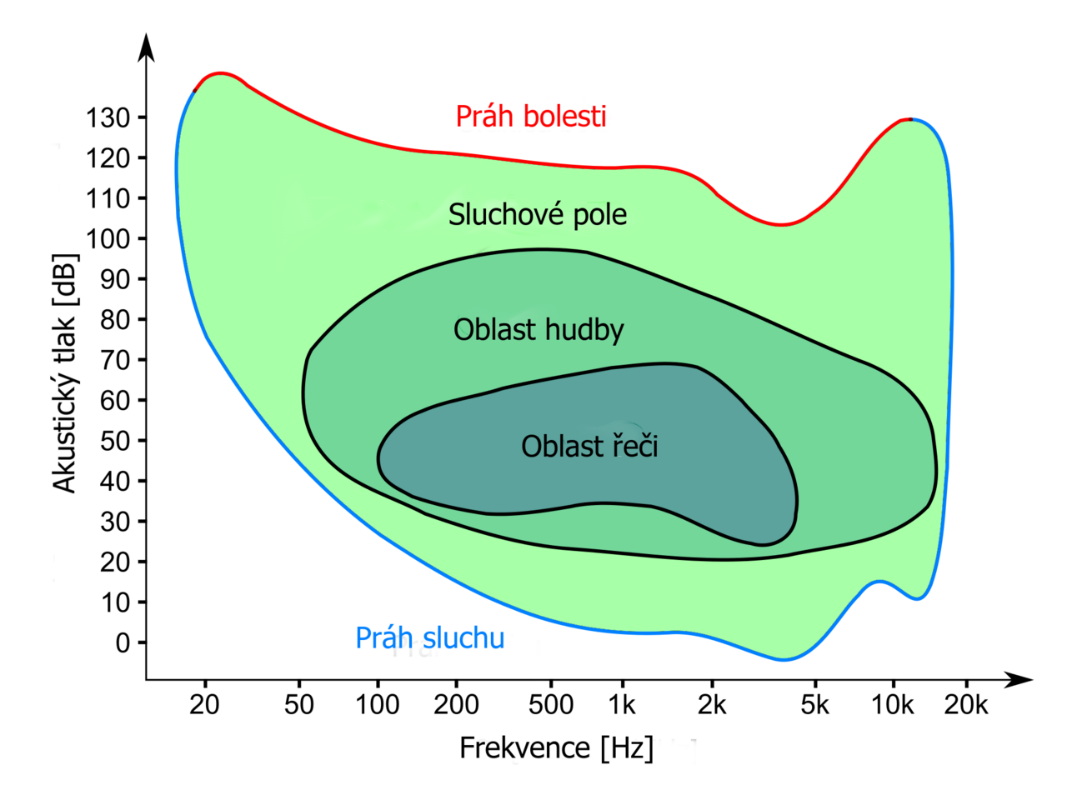 Práh bolesti
Sluchové pole
Oblast hudby
Oblast řeči
Práh sluchu
Akustický tlak [dB]
130
120
110
100
90
80
70
60
50
40
30
20
10
0
20 50 100 200 500 1k 2k 5k 10k 20k
Frekvence [Hz]